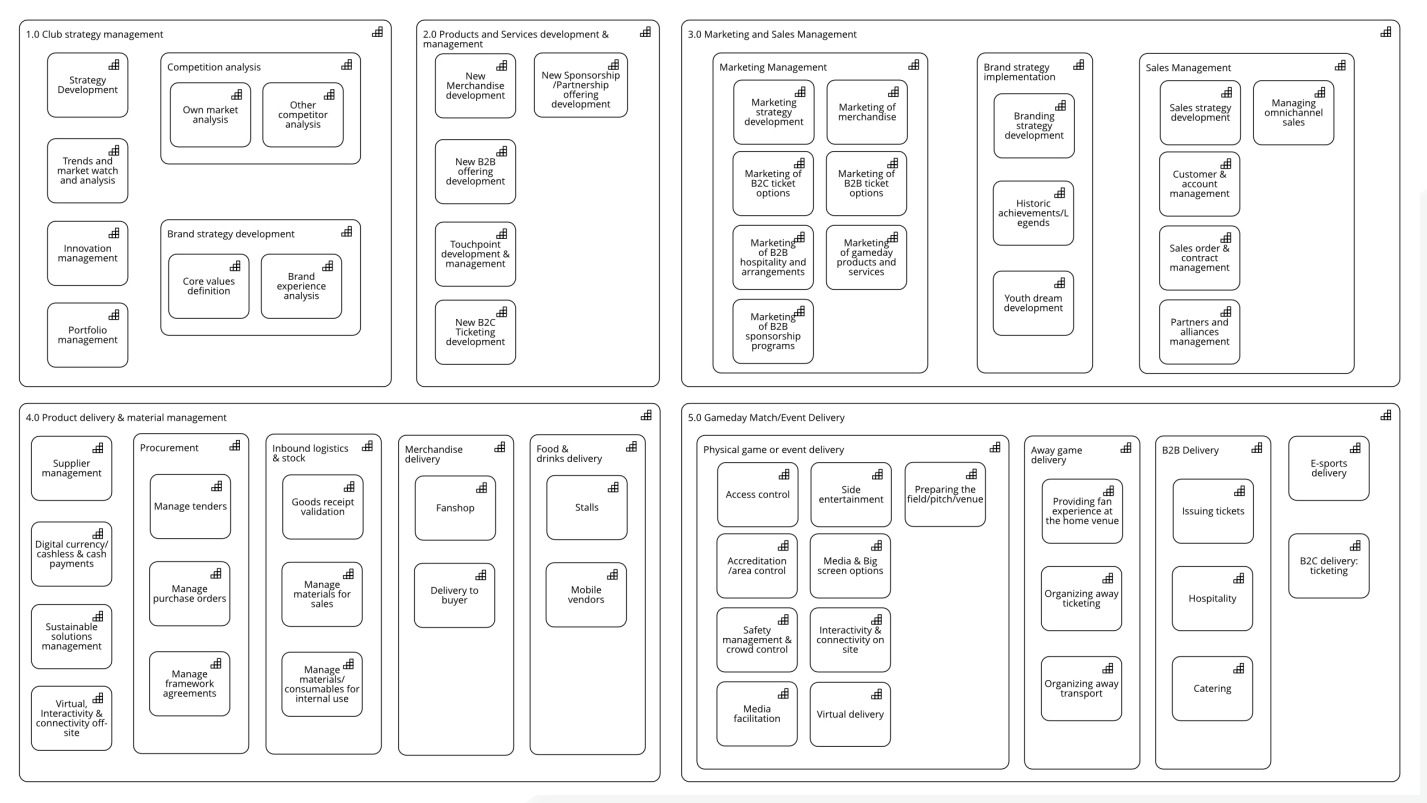 1.0 Club strategy management
Strategy
Development
Trends and
market watch
and analysis
Innovation
management
Portfolio
management
Competition analysis
Own market
analysis
Other
competitor
analysis
Brand strategy development
Core values
definition
Brand
experience
analysis
2.0 Products and Services development &
management
New
Merchandise
development
New Sponsorship
/Partnership
offering
development
New B2B
offering
development
Touchpoint
development &
management
New B2C
Ticketing
development
3.0 Marketing and Sales Management
Marketing Management
Marketing
strategy
development
Marketing of
merchandise
Marketing of
B2C ticket
options
Marketing of
B2B ticket
options
Marketing
of B2B
hospitality and
arrangements
Marketing
of gameday
products and
services
Marketing
of B2B
sponsorship
programs
Brand strategy
implementation
Branding
strategy
development
Historic
achievements/L
egends
Youth dream
development
Sales Management
Sales strategy
development
Managing
omnichannel
sales
Customer &
account
management
Sales order &
contract
management
Partners and
alliances
management
4.0 Product delivery & material management
Supplier
management
Digital currency/
cashless & cash
payments
Sustainable
solutions
management
Virtual,
Interactivity &
connectivity off-
site
Procurement
Manage tenders
Manage
purchase orders
Manage
framework
agreements
Inbound logistics
& stock
Goods receipt
validation
Manage
materials for
sales
Manage
materials/
consumables for
internal use
Merchandise
delivery
Fanshop
Delivery to
buyer
Food &
drinks delivery
Stalls
Mobile
vendors
5.0 Gameday Match/Event Delivery
Physical game or event delivery
Access control
Side
entertainment
Preparing the
field/pitch/venue
Accreditation
/area control
Media & Big
screen options
Safety
management &
crowd control
Interactivity &
connectivity on
site
Media
facilitation
Virtual delivery
Away game
delivery
Providing fan
experience at
the home venue
Organizing away
ticketing
Organizing away
transport
B2B Delivery
Issuing tickets
Hospitality
Catering
E-sports
delivery
B2C delivery:
ticketing